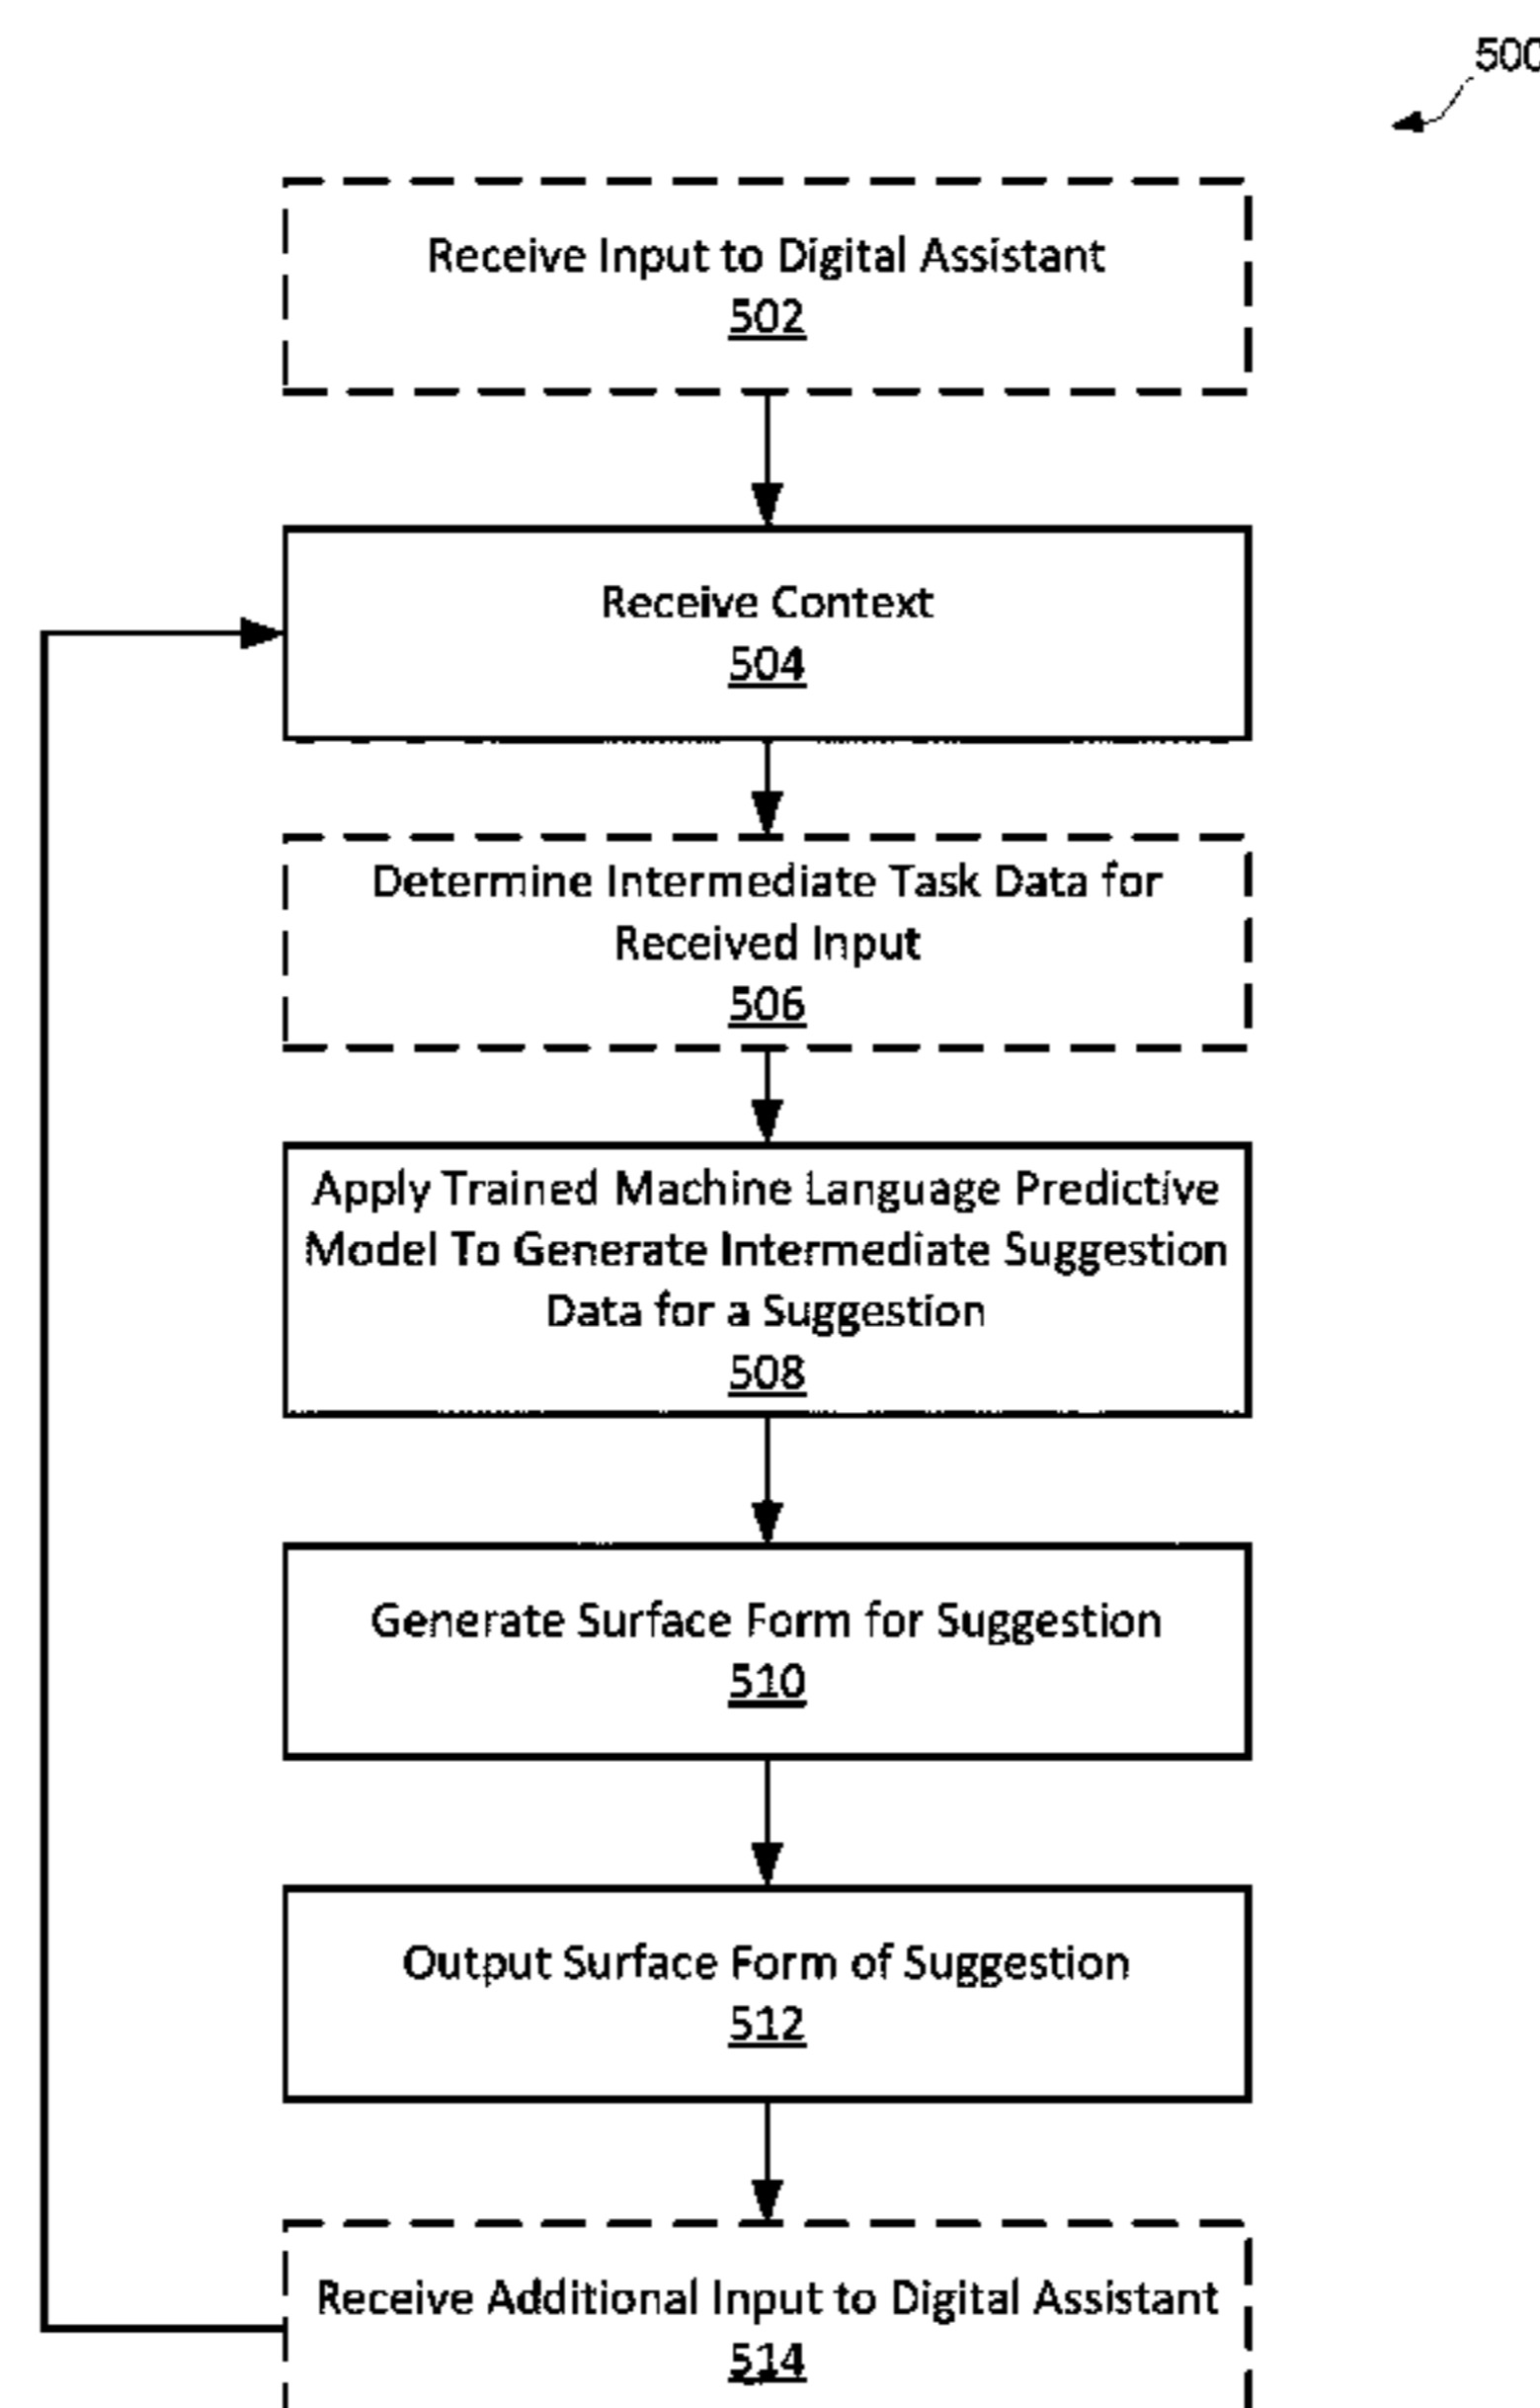 500
Receive Input to Digital Assistant
502
Receive Context
504
Determine Intermediate Task Data for
Received Input
506
Apply Trained Machine Language Predictive
Model To Generate Intermediate Suggestion
Data for a Suggestion
508
Generate Surface Form for Suggestion
510
Output Surface Form of Suggestion
512
Receive Additional Input to Digital Assistant
514